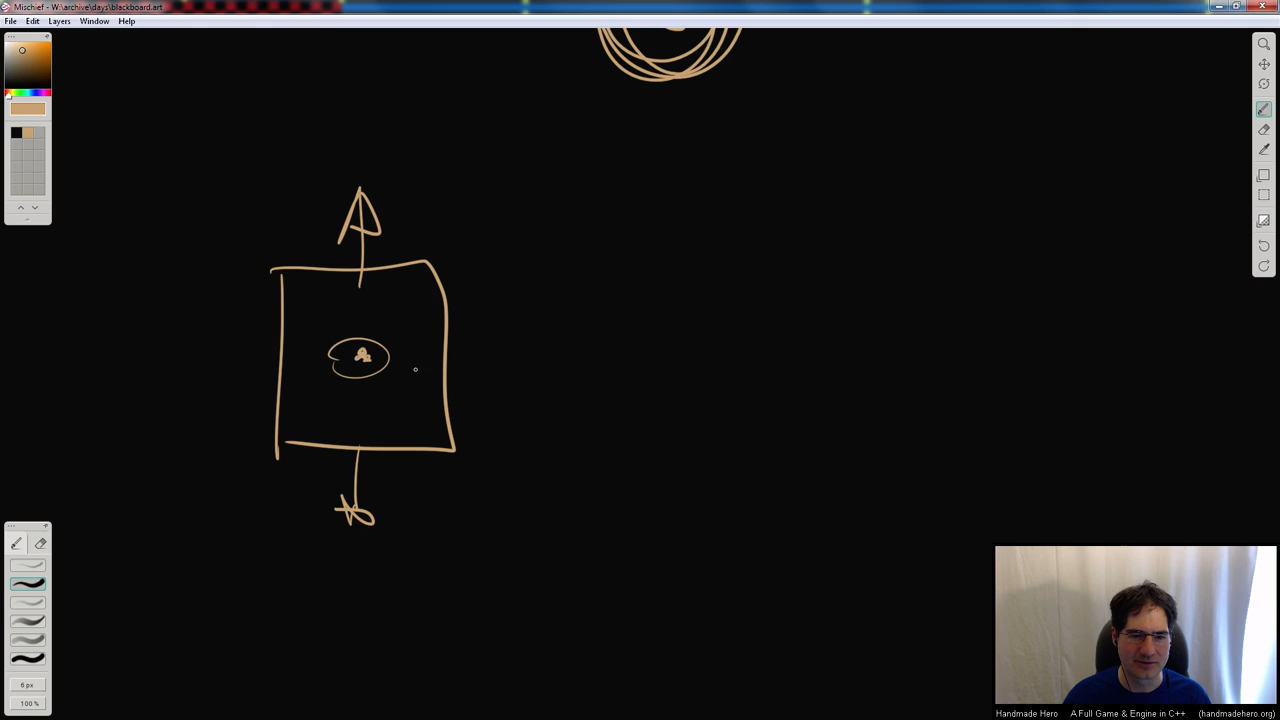 Mischief - W:\archive\days\blackboard.art
File Edit Layers Window Help
6 px
100 %
Handmade Hero A Full Game & Engine in C++ (handmadehero.org)